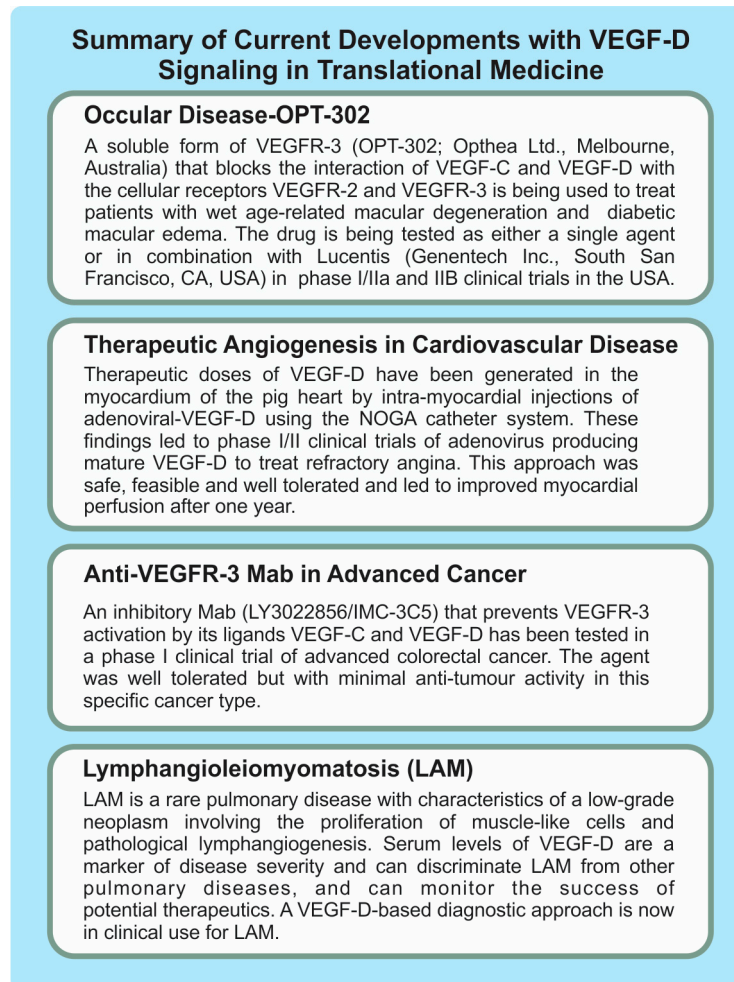 Summary of Current Developments with VEGF-D
Signaling in Translational Medicine
Occular Disease-OPT-302
A soluble form of VEGFR-3 (OPT-302; Opthea Ltd., Melbourne,
Australia) that blocks the interaction of VEGF-C and VEGF-D with
the cellular receptors VEGFR-2 and VEGFR-3 is being used to treat
patients with wet age-related macular degeneration and diabetic
macular edema. The drug is being tested as either a single agent
or in combination with Lucentis (Genentech Inc., South San
Francisco, CA, USA) in phase I/IIa and IIB clinical trials in the USA.
Therapeutic Angiogenesis in Cardiovascular Disease
Therapeutic doses of VEGF-D have been generated in the
myocardium of the pig heart by intra-myocardial injections of
adenoviral-VEGF-D using the NOGA catheter system. These
findings led to phase I/II clinical trials of adenovirus producing
mature VEGF-D to treat refractory angina. This approach was
safe, feasible and well tolerated and led to improved myocardial
perfusion after one year.
Anti-VEGFR-3 Mab in Advanced Cancer
An inhibitory Mab (LY3022856/IMC-3C5) that prevents VEGFR-3
activation by its ligands VEGF-C and VEGF-D has been tested in
a phase I clinical trial of advanced colorectal cancer. The agent
was well tolerated but with minimal anti-tumour activity in this
specific cancer type.
Lymphangioleiomyomatosis (LAM)
LAM is a rare pulmonary disease with characteristics of a low-grade
neoplasm involving the proliferation of muscle-like cells and
pathological lymphangiogenesis. Serum levels of VEGF-D are a
marker of disease severity and can discriminate LAM from other
pulmonary diseases, and can monitor the success of
potential therapeutics. A VEGF-D-based diagnostic approach is now
in clinical use for LAM.